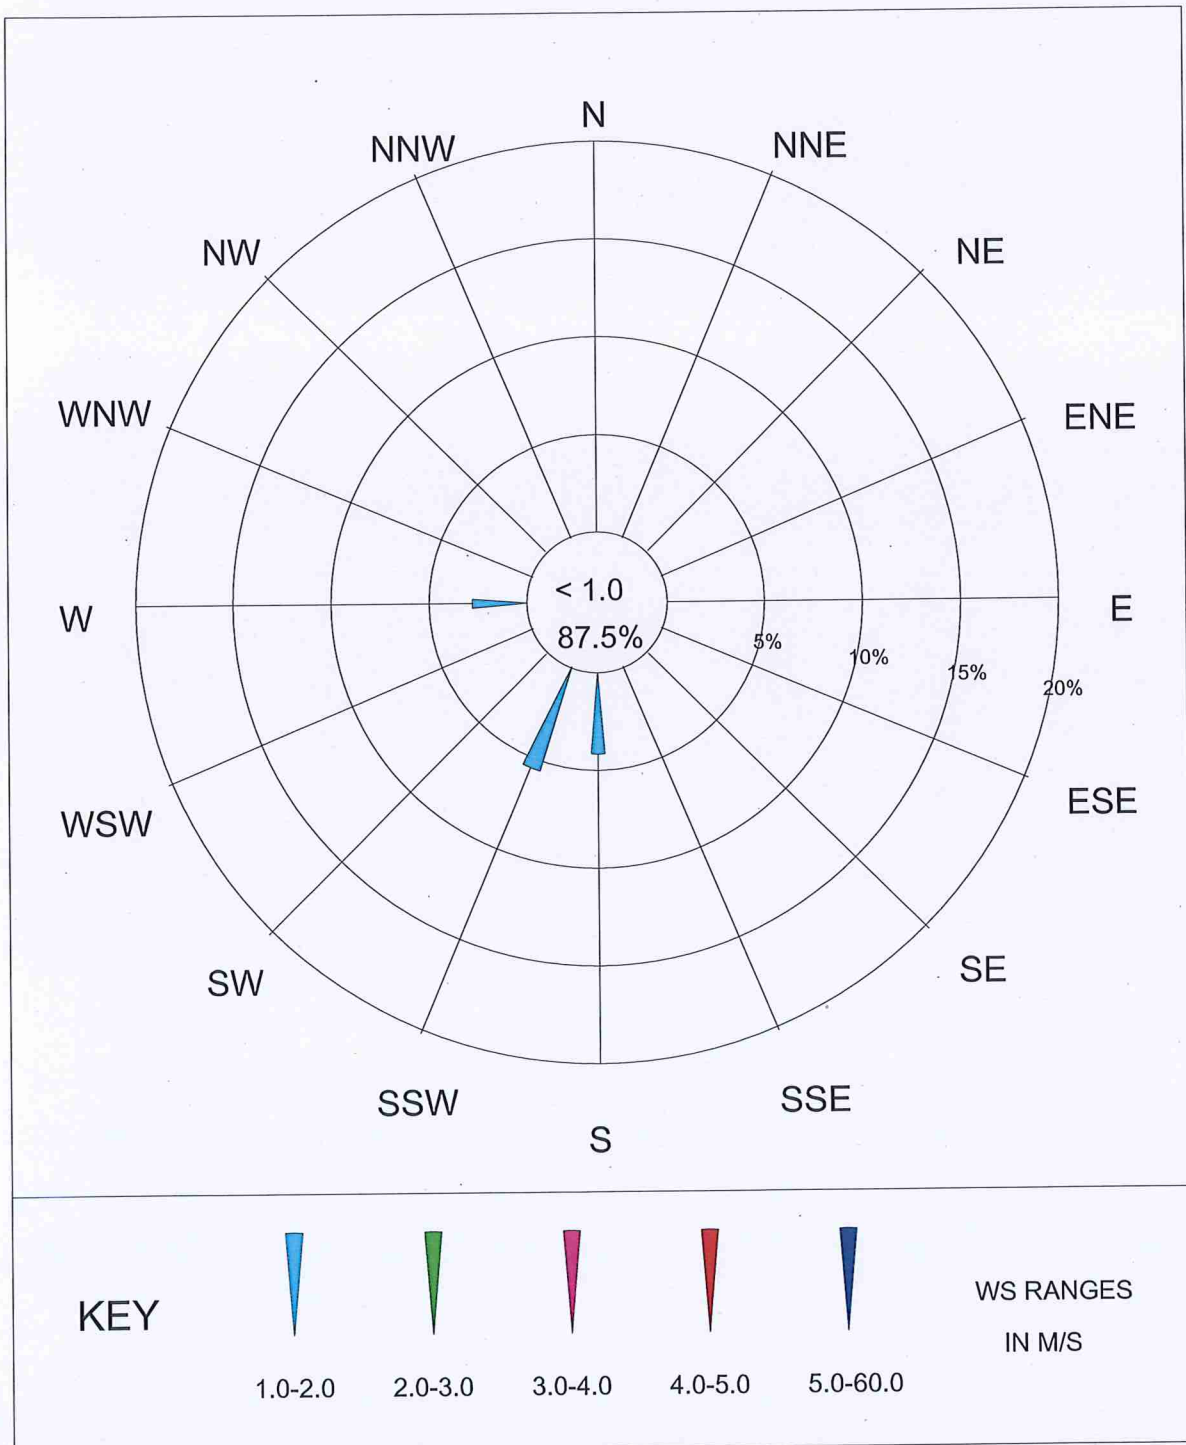 N
NNW
NNE
NW
NE
WNW
ENE
< 1.0
W
E
87.5%
5%
10%
15%
20%
WSW
ESE
SW
SE
SSW
SSE
S
KEY
WS RANGES
IN M/S
1.0-2.0
2.0-3.0
3.0-4.0
4.0-5.0
5.0-60.0